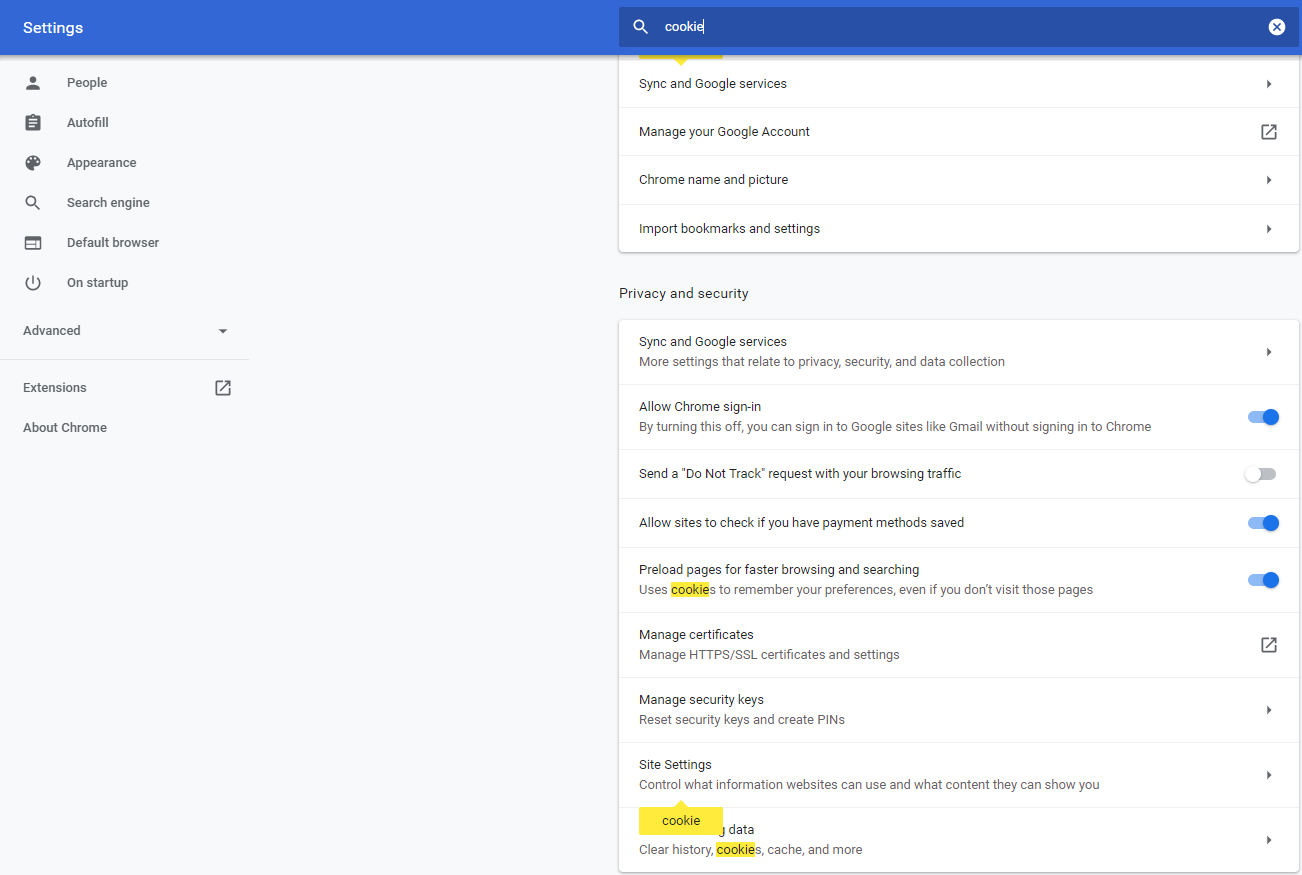 Settings
cookie
People
Autofill
Appearance
Search engine
Default browser
On startup
Advanced
Extensions
About Chrome
Sync and Google services
Manage your Google Account
Chrome name and picture
Import bookmarks and settings
Privacy and security
Sync and Google services
More settings that relate to privacy, security, and data collection
Allow Chrome sign-in
By turning this off, you can sign in to Google sites like Gmail without signing in to Chrome
Send a "Do Not Track" request with your browsing traffic
Allow sites to check if you have payment methods saved
Preload pages for faster browsing and searching
Uses cookies to remember your preferences, even if you don’t visit those pages
Manage certificates
Manage HTTPS/SSL certificates and settings
Manage security keys
Reset security keys and create PINs
Site Settings
Control what information websites can use and what content they can show you
cookie
data
Clear history, cookies, cache, and more